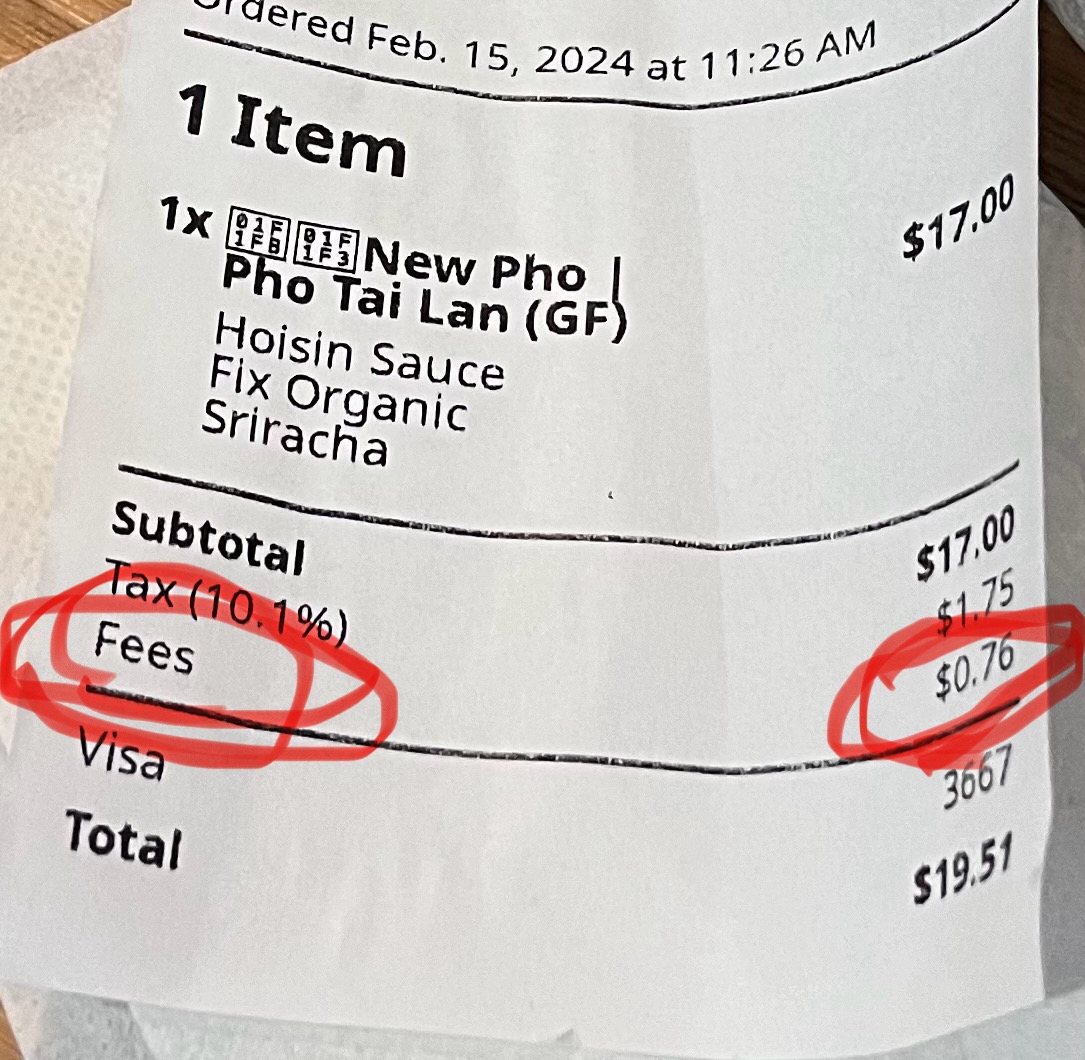 Ordered Feb. 15, 2024 at 11:26 AM
1 Item
1x 01F1FB 01F1F3 New Pho | $17.00
Pho Tai Lan (GF)
Hoisin Sauce
Fix Organic
Sriracha
Subtotal $17.00
Tax (10.1%) $1.75
Fees $0.76
Visa 3667
Total $19.51